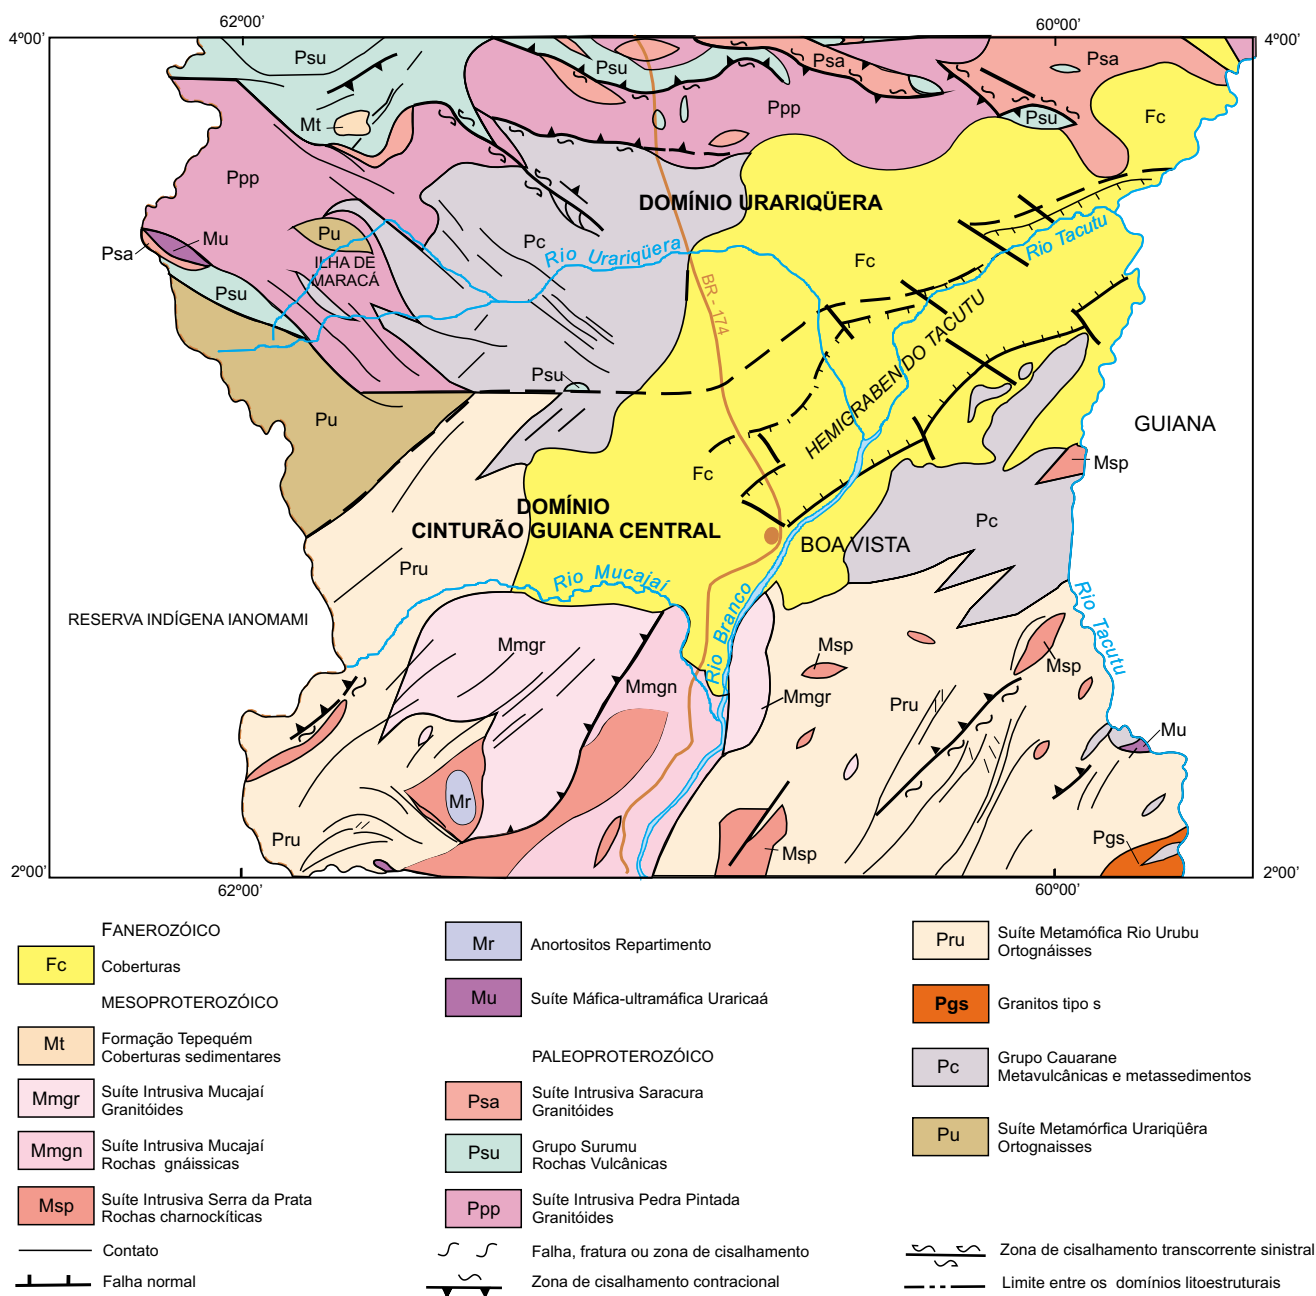 62º00'
60º00'
4º00'
4º00'
Psu
Psu
Psa
Psa
Mt
Ppp
Psu
Fc
Ppp
DOMÍNIO URARIQÜERA
Psa
Mu
Pu
Pc
Rio Urariqüera
Rio Tacutu
ILHA DE
MARACÁ
Fc
Psu
BR - 174
HEMIGRABEN DO TACUTU
Psu
Pu
GUIANA
Fc
Msp
DOMÍNIO
CINTURÃO GUIANA CENTRAL
Pc
BOA VISTA
Pru
Rio Mucajaí
Rio Branco
Rio Tacutu
RESERVA INDÍGENA IANOMAMI
Mmgr
Msp
Msp
Mmgn
Mmgr
Pru
Mu
Mr
Pru
Msp
Pgs
2º00'
2º00'
62º00'
60º00'
FANEROZÓICO
Fc
Coberturas
MESOPROTEROZÓICO
Mt
Formação Tepequém
Coberturas sedimentares
Mmgr
Suíte Intrusiva Mucajaí
Granitóides
Mmgn
Suíte Intrusiva Mucajaí
Rochas gnáissicas
Msp
Suíte Intrusiva Serra da Prata
Rochas charnockíticas
Contato
Falha normal
Mr
Anortositos Repartimento
Mu
Suíte Máfica-ultramáfica Uraricaá
PALEOPROTEROZÓICO
Psa
Suíte Intrusiva Saracura
Granitóides
Psu
Grupo Surumu
Rochas Vulcânicas
Ppp
Suíte Intrusiva Pedra Pintada
Granitóides
Falha, fratura ou zona de cisalhamento
Zona de cisalhamento contracional
Pru
Suíte Metamófica Rio Urubu
Ortognáisses
Pgs
Granitos tipo s
Pc
Grupo Cauarane
Metavulcânicas e metassedimentos
Pu
Suíte Metamórfica Urariqüêra
Ortognaisses
Zona de cisalhamento transcorrente sinistral
Limite entre os domínios litoestruturais